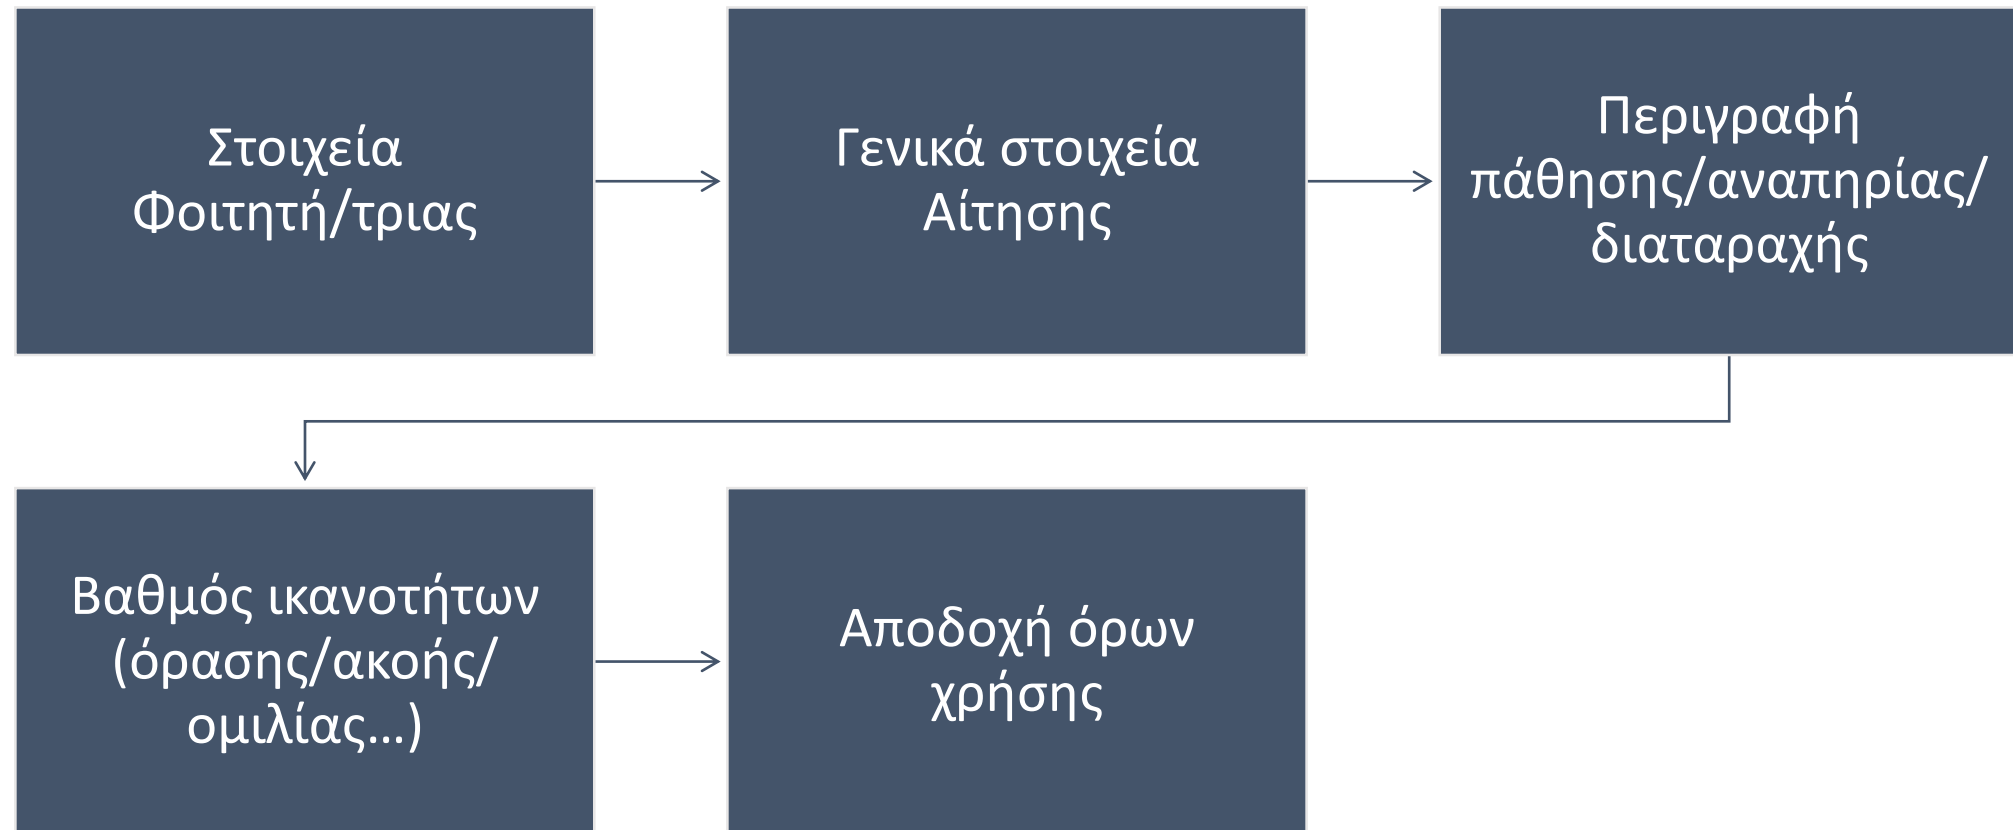 Στοιχεία
Φοιτητή/τριας
Γενικά στοιχεία
Αίτησης
Περιγραφή
πάθησης/αναπηρίας/
διαταραχής
Βαθμός ικανοτήτων
(όρασης/ακοής/
ομιλίας…)
Αποδοχή όρων
χρήσης